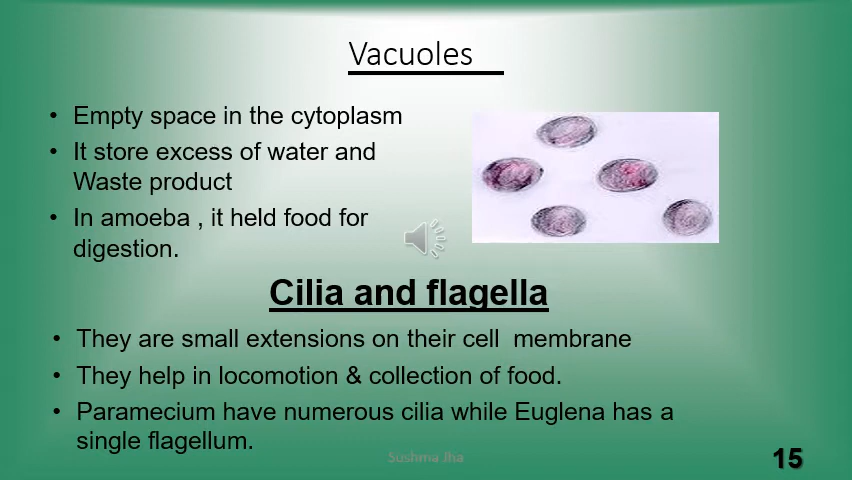 Vacuoles
• Empty space in the cytoplasm
• It store excess of water and
Waste product
• In amoeba , it held food for
digestion.
Cilia and flagella
• They are small extensions on their cell membrane
• They help in locomotion & collection of food.
• Paramecium have numerous cilia while Euglena has a
single flagellum.
Sushma Jha
15